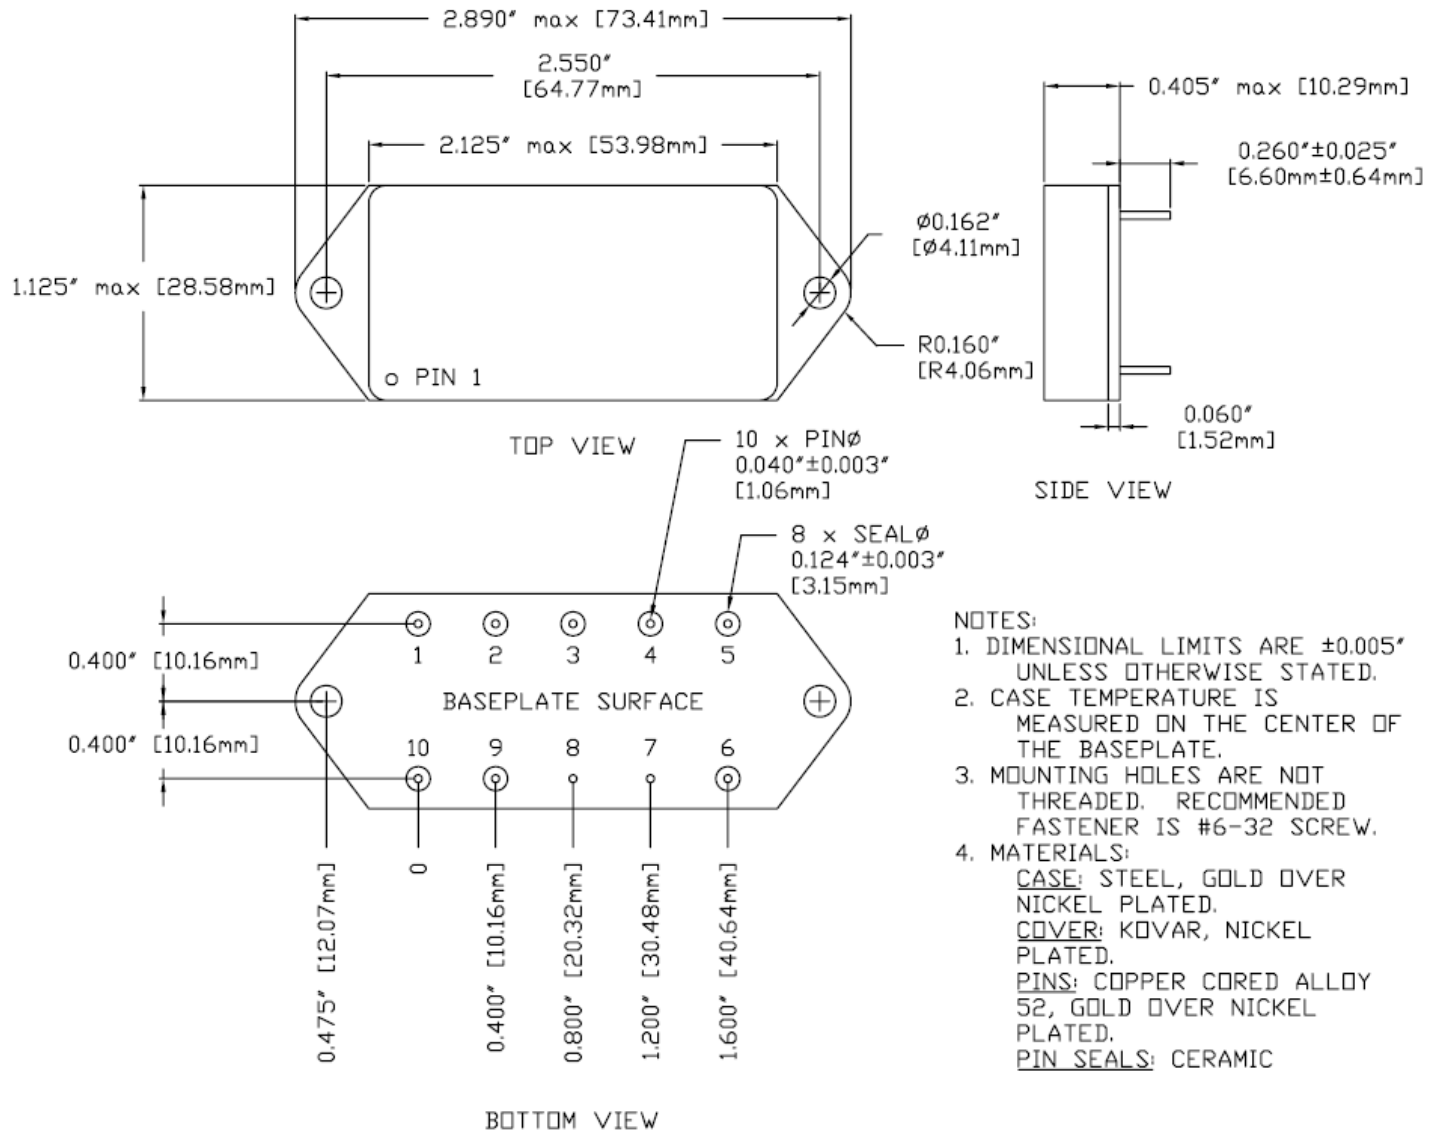 2.890" max [73.41mm]
2.550"
[64.77mm]
2.125" max [53.98mm]
1.125" max [28.58mm]
Ø0.162"
[Ø4.11mm]
R0.160"
[R4.06mm]
o PIN 1
TOP VIEW
0.405" max [10.29mm]
0.260"±0.025"
[6.60mm±0.64mm]
0.060"
[1.52mm]
SIDE VIEW
10 x PINØ
0.040"±0.003"
[1.06mm]
8 x SEALØ
0.124"±0.003"
[3.15mm]
0.400" [10.16mm]
0.400" [10.16mm]
1 2 3 4 5
BASEPLATE SURFACE
10 9 8 7 6
0.475" [12.07mm]
0
0.400" [10.16mm]
0.800" [20.32mm]
1.200" [30.48mm]
1.600" [40.64mm]
BOTTOM VIEW
NOTES:
1. DIMENSIONAL LIMITS ARE ±0.005"
UNLESS OTHERWISE STATED.
2. CASE TEMPERATURE IS
MEASURED ON THE CENTER OF
THE BASEPLATE.
3. MOUNTING HOLES ARE NOT
THREADED. RECOMMENDED
FASTENER IS #6-32 SCREW.
4. MATERIALS:
CASE: STEEL, GOLD OVER
NICKEL PLATED.
COVER: KOVAR, NICKEL
PLATED.
PINS: COPPER CORED ALLOY
52, GOLD OVER NICKEL
PLATED.
PIN SEALS: CERAMIC